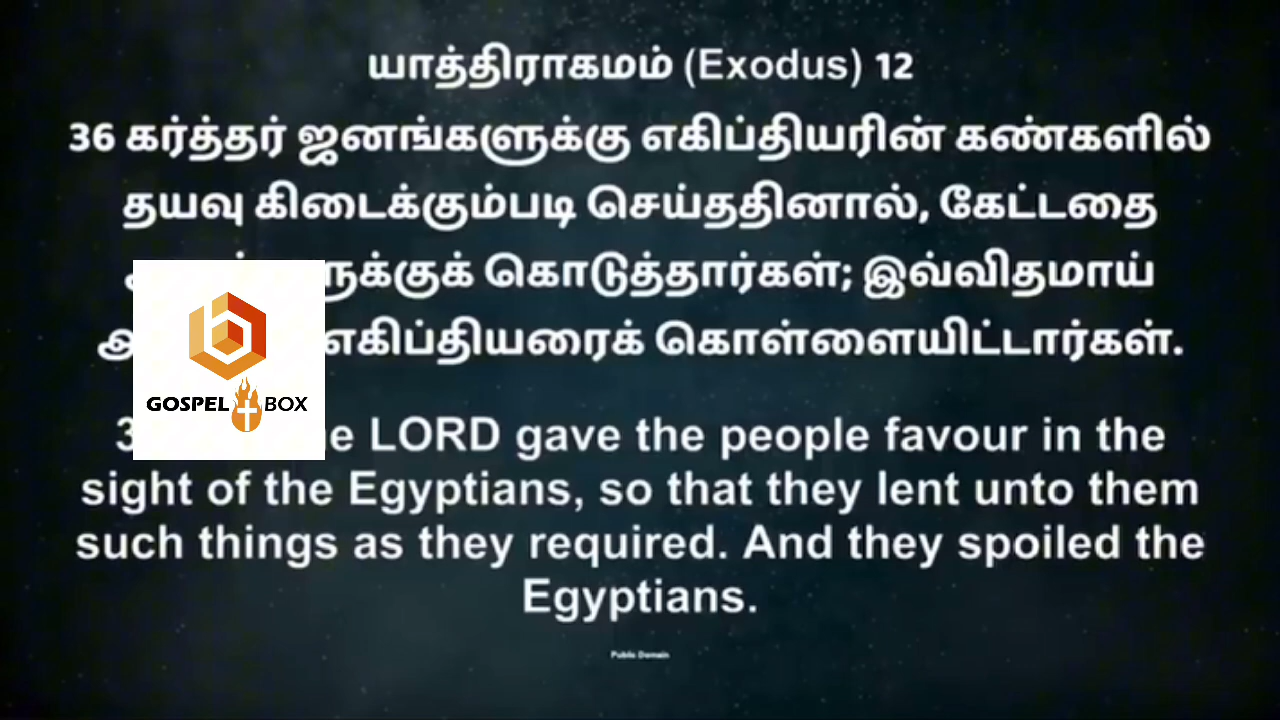 யாத்திராகமம் (Exodus) 12
36 கர்த்தர் ஜனங்களுக்கு எகிப்தியரின் கண்களில்
தயவு கிடைக்கும்படி செய்ததினால், கேட்டதை
கொடுத்தார்கள்; இவ்விதமாய்
எகிப்தியரைக் கொள்ளையிட்டார்கள்.
GOSPEL BOX
LORD gave the people favour in the
sight of the Egyptians, so that they lent unto them
such things as they required. And they spoiled the
Egyptians.
Public Domain